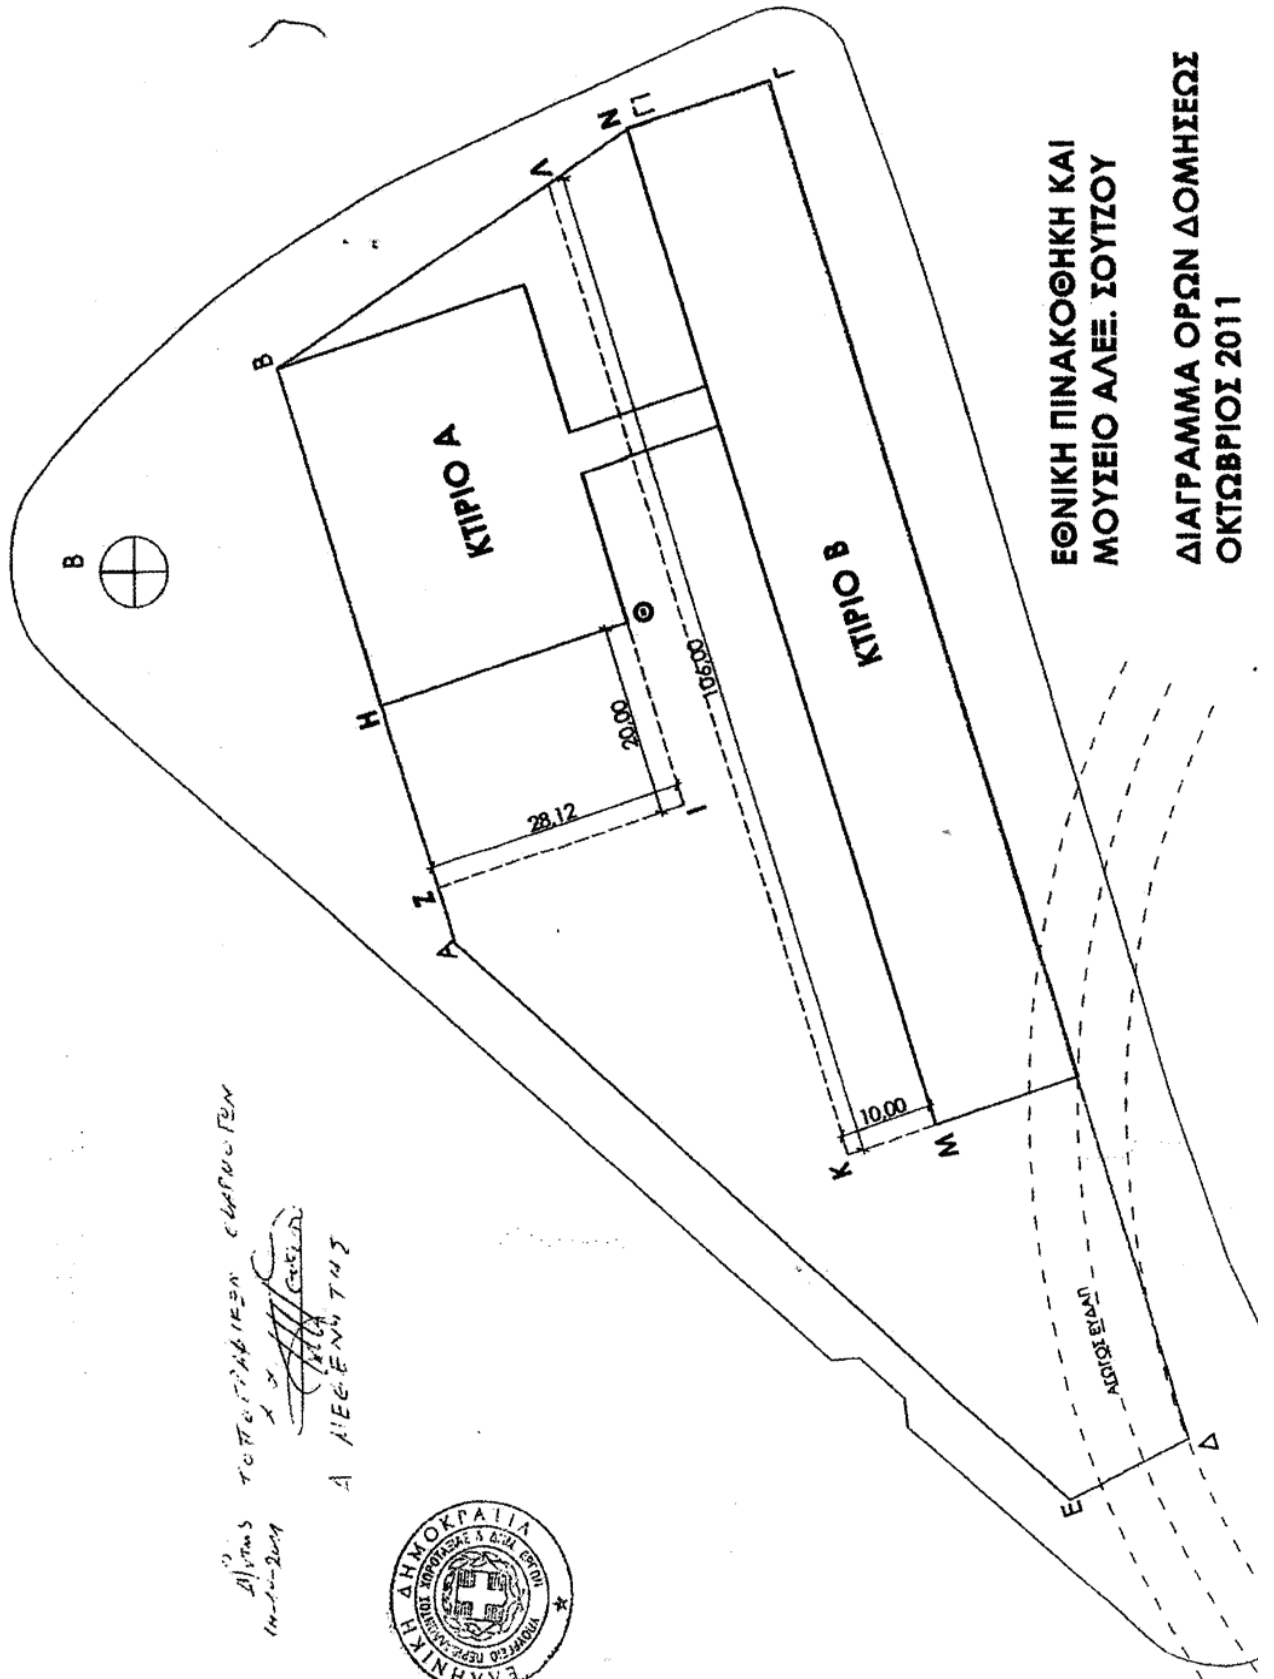 ΕΘΝΙΚΗ ΠΙΝΑΚΟΘΗΚΗ ΚΑΙ
ΜΟΥΣΕΙΟ ΑΛΕΞ. ΣΟΥΤΖΟΥ
ΔΙΑΓΡΑΜΜΑ ΟΡΩΝ ΔΟΜΗΣΕΩΣ
ΟΚΤΩΒΡΙΟΣ 2011
Β
Β
Η
Ζ
Α
Θ
Ι
Κ
Μ
Λ
Ν
Π
Γ
Ε
Δ
ΚΤΙΡΙΟ Α
ΚΤΙΡΙΟ Β
28,12
20,00
106,00
10,00
ΑΓΩΓΟΣ ΕΥΔΑΠ
ΕΛΛΗΝΙΚΗ ΔΗΜΟΚΡΑΤΙΑ